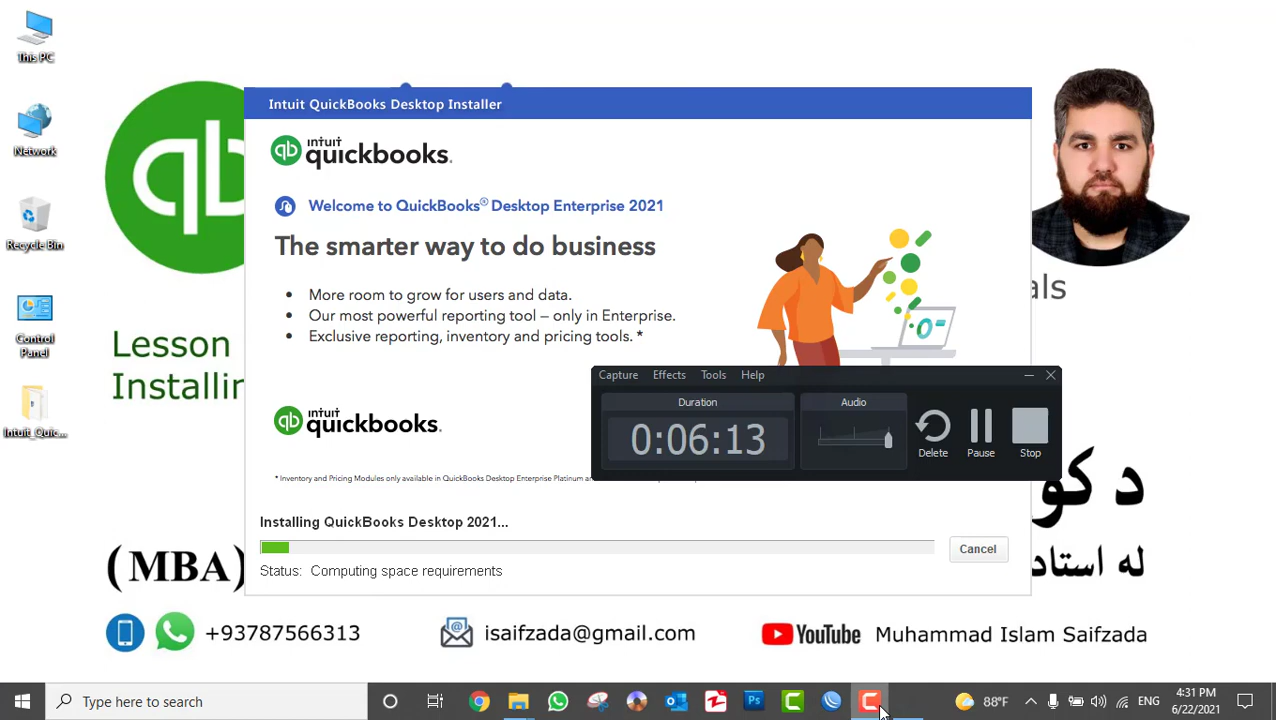 This PC
Network
Recycle Bin
Control
Panel
Intuit_Quic...
qb
als
Lesson
Installin
د کو
(MBA)
له استاد
+93787566313
isaifzada@gmail.com
YouTube
Muhammad Islam Saifzada
Intuit QuickBooks Desktop Installer
qb
intuit
quickbooks.
Welcome to QuickBooks® Desktop Enterprise 2021
The smarter way to do business
• More room to grow for users and data.
• Our most powerful reporting tool – only in Enterprise.
• Exclusive reporting, inventory and pricing tools. *
qb
intuit
quickbooks.
* Inventory and Pricing Modules only available in QuickBooks Desktop Enterprise Platinum
Installing QuickBooks Desktop 2021...
Cancel
Status: Computing space requirements
Capture Effects Tools Help
Duration
0:06:13
Audio
Delete
Pause
Stop
Type here to search
Ps
88°F
ENG
4:31 PM
6/22/2021